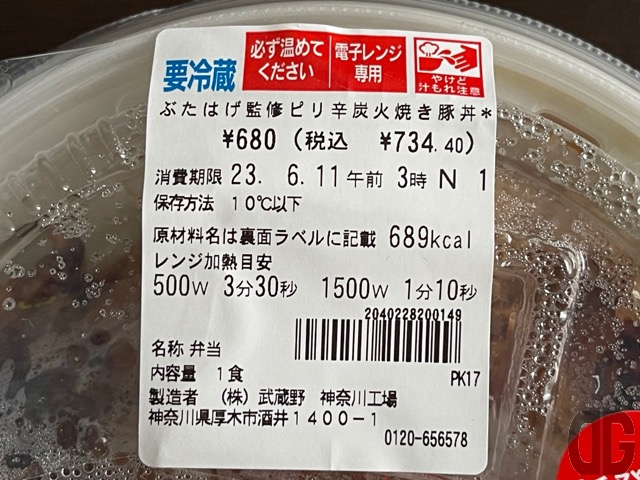 要冷蔵
必ず温めて
ください
電子レンジ
専用
やけど
汁もれ注意
ぶたはげ監修ピリ辛炭火焼き豚丼*
¥680 (税込 ¥734.40)
消費期限 23. 6.11午前 3時 N 1
保存方法 10℃以下
原材料名は裏面ラベルに記載 689kcal
レンジ加熱目安
500W 3分30秒 1500W 1分10秒
2040228200149
名称 弁当
内容量 1食
PK17
製造者 (株) 武蔵野 神奈川工場
神奈川県厚木市酒井1400-1
0120-656578